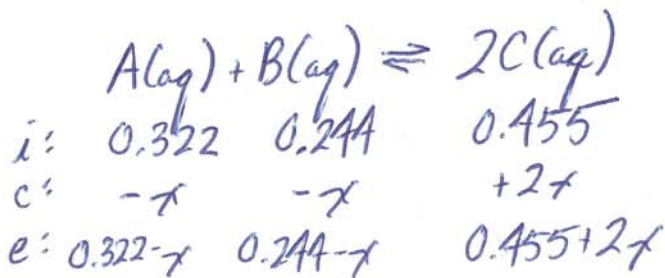 A(aq) + B(aq) ⇌ 2C(aq)
i: 0.322 0.244 0.455
c: -x -x +2x
e: 0.322-x 0.244-x 0.455+2x